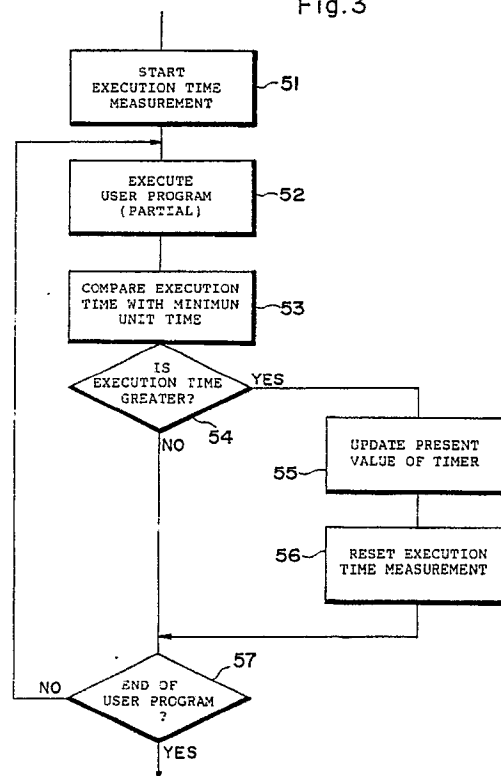 Fig.3
START
EXECUTION TIME
MEASUREMENT
51
EXECUTE
USER PROGRAM
(PARTIAL)
52
COMPARE EXECUTION
TIME WITH MINIMUN
UNIT TIME
53
IS
EXECUTION TIME
GREATER?
YES
54
NO
UPDATE PRESENT
VALUE OF TIMER
55
RESET EXECUTION
TIME MEASUREMENT
56
57
NO
END OF
USER PROGRAM
?
YES